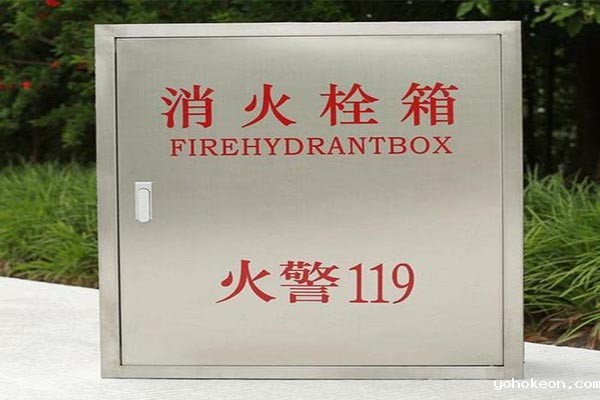 消火栓箱
FIREHYDRANTBOX
火警119
yohokeon.com